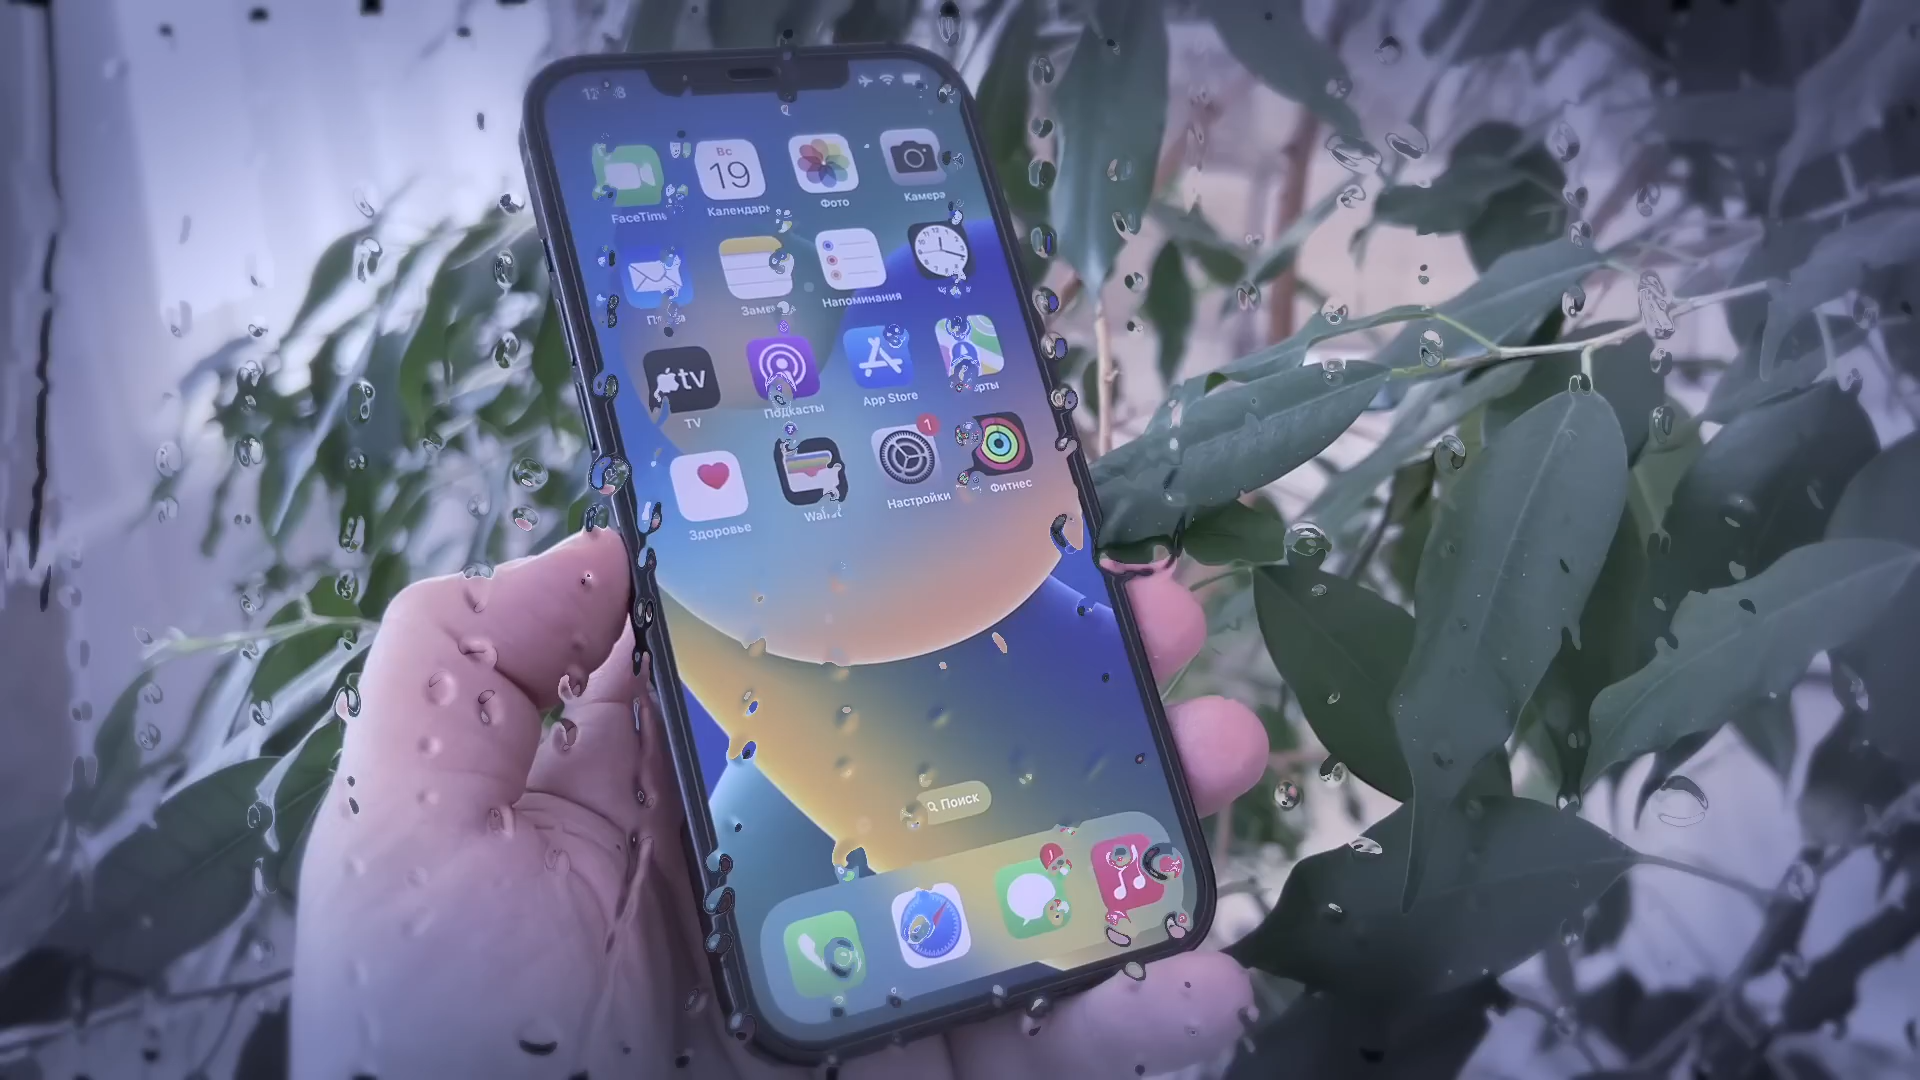 Вс
19
FaceTime
Календарь
Фото
Камера
Напоминания
tv
TV
Подкасты
App Store
1
Здоровье
Настройки
Фитнес
Поиск